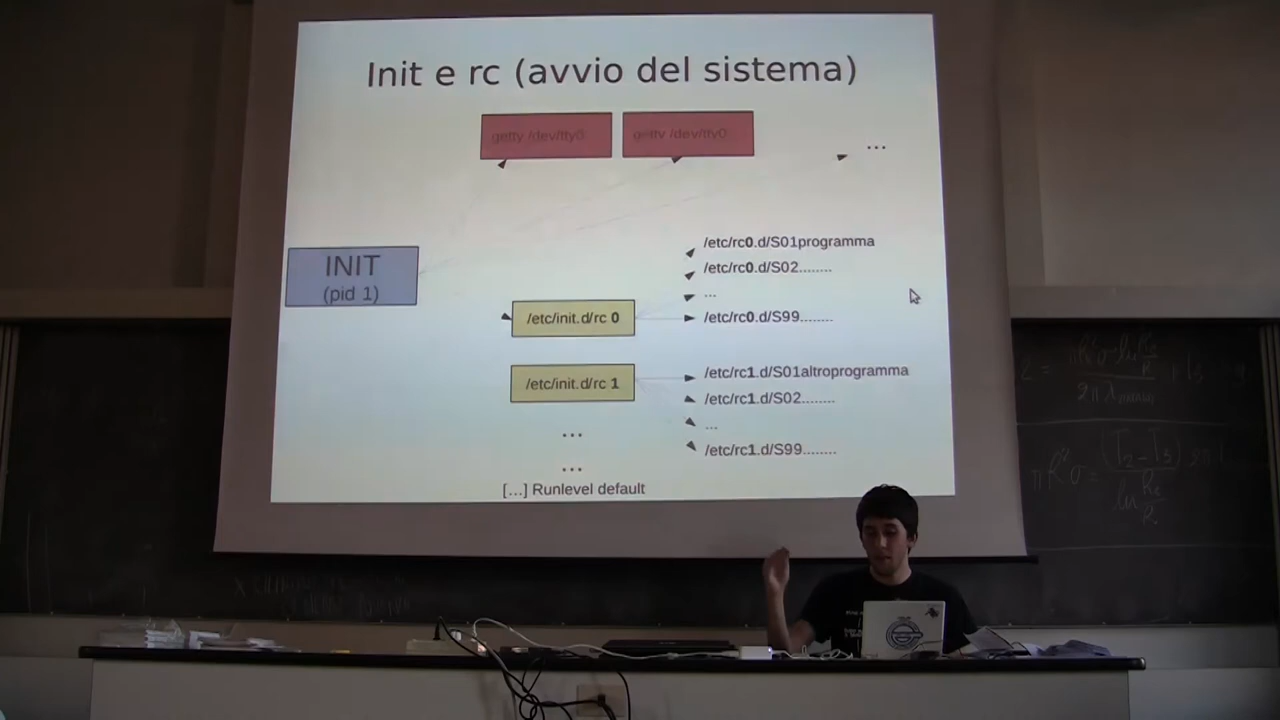 Init e rc (avvio del sistema)
getty /dev/tty0
getty /dev/tty0
...
INIT
(pid 1)
/etc/rc0.d/S01programma
/etc/rc0.d/S02........
...
/etc/init.d/rc 0
/etc/rc0.d/S99........
/etc/init.d/rc 1
/etc/rc1.d/S01altroprogramma
/etc/rc1.d/S02........
...
...
/etc/rc1.d/S99........
...
[...] Runlevel default